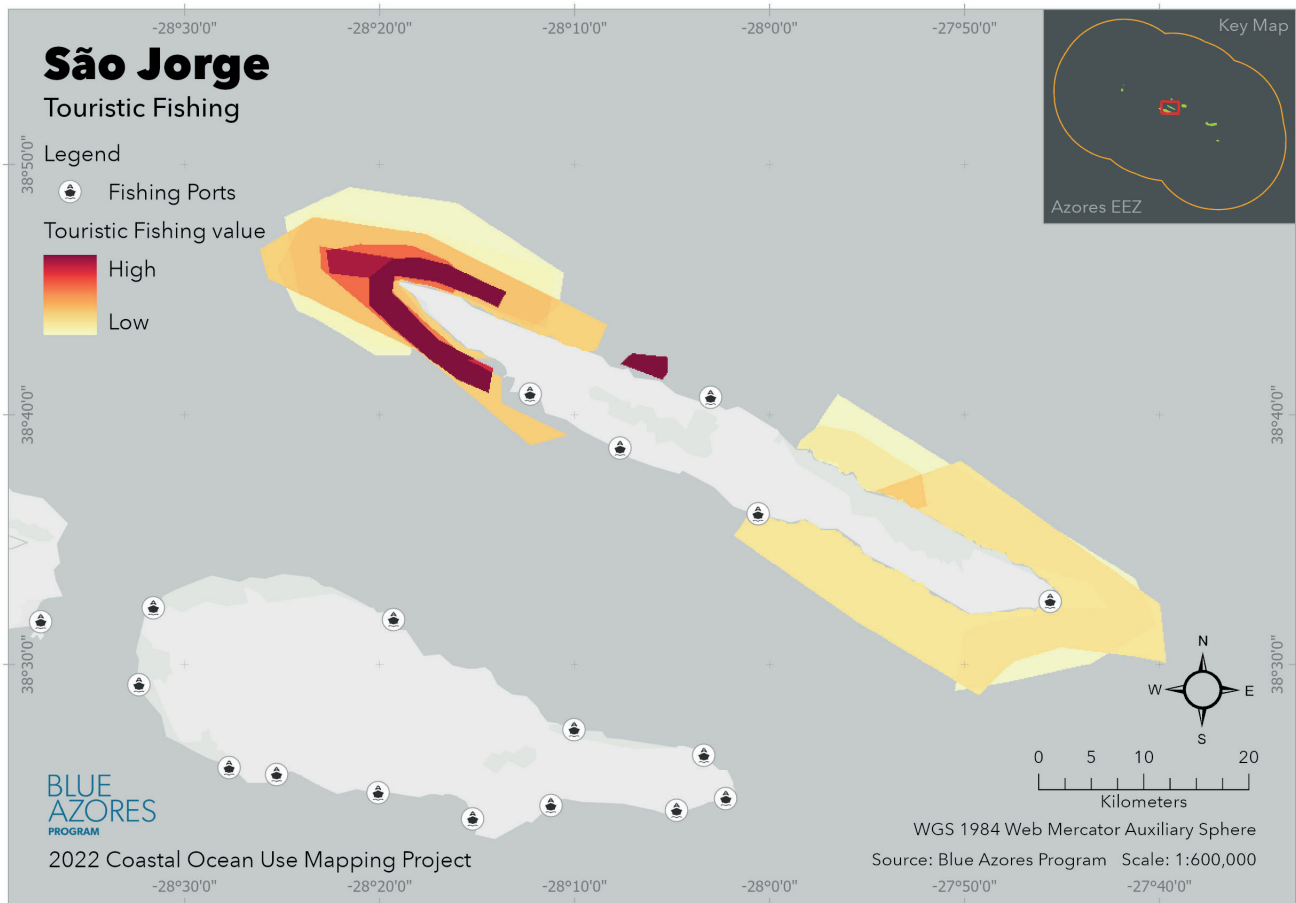 -28°30'0" -28°20'0" -28°10'0" -28°0'0" -27°50'0"
Key Map
São Jorge
Touristic Fishing
Legend
Fishing Ports
Touristic Fishing value
High
Low
Azores EEZ
38°50'0"
38°40'0" 38°40'0"
38°30'0" 38°30'0"
N
W E
S
0 5 10 20
Kilometers
BLUE
AZORES
PROGRAM
WGS 1984 Web Mercator Auxiliary Sphere
2022 Coastal Ocean Use Mapping Project
Source: Blue Azores Program Scale: 1:600,000
-28°30'0" -28°20'0" -28°10'0" -28°0'0" -27°50'0" -27°40'0"